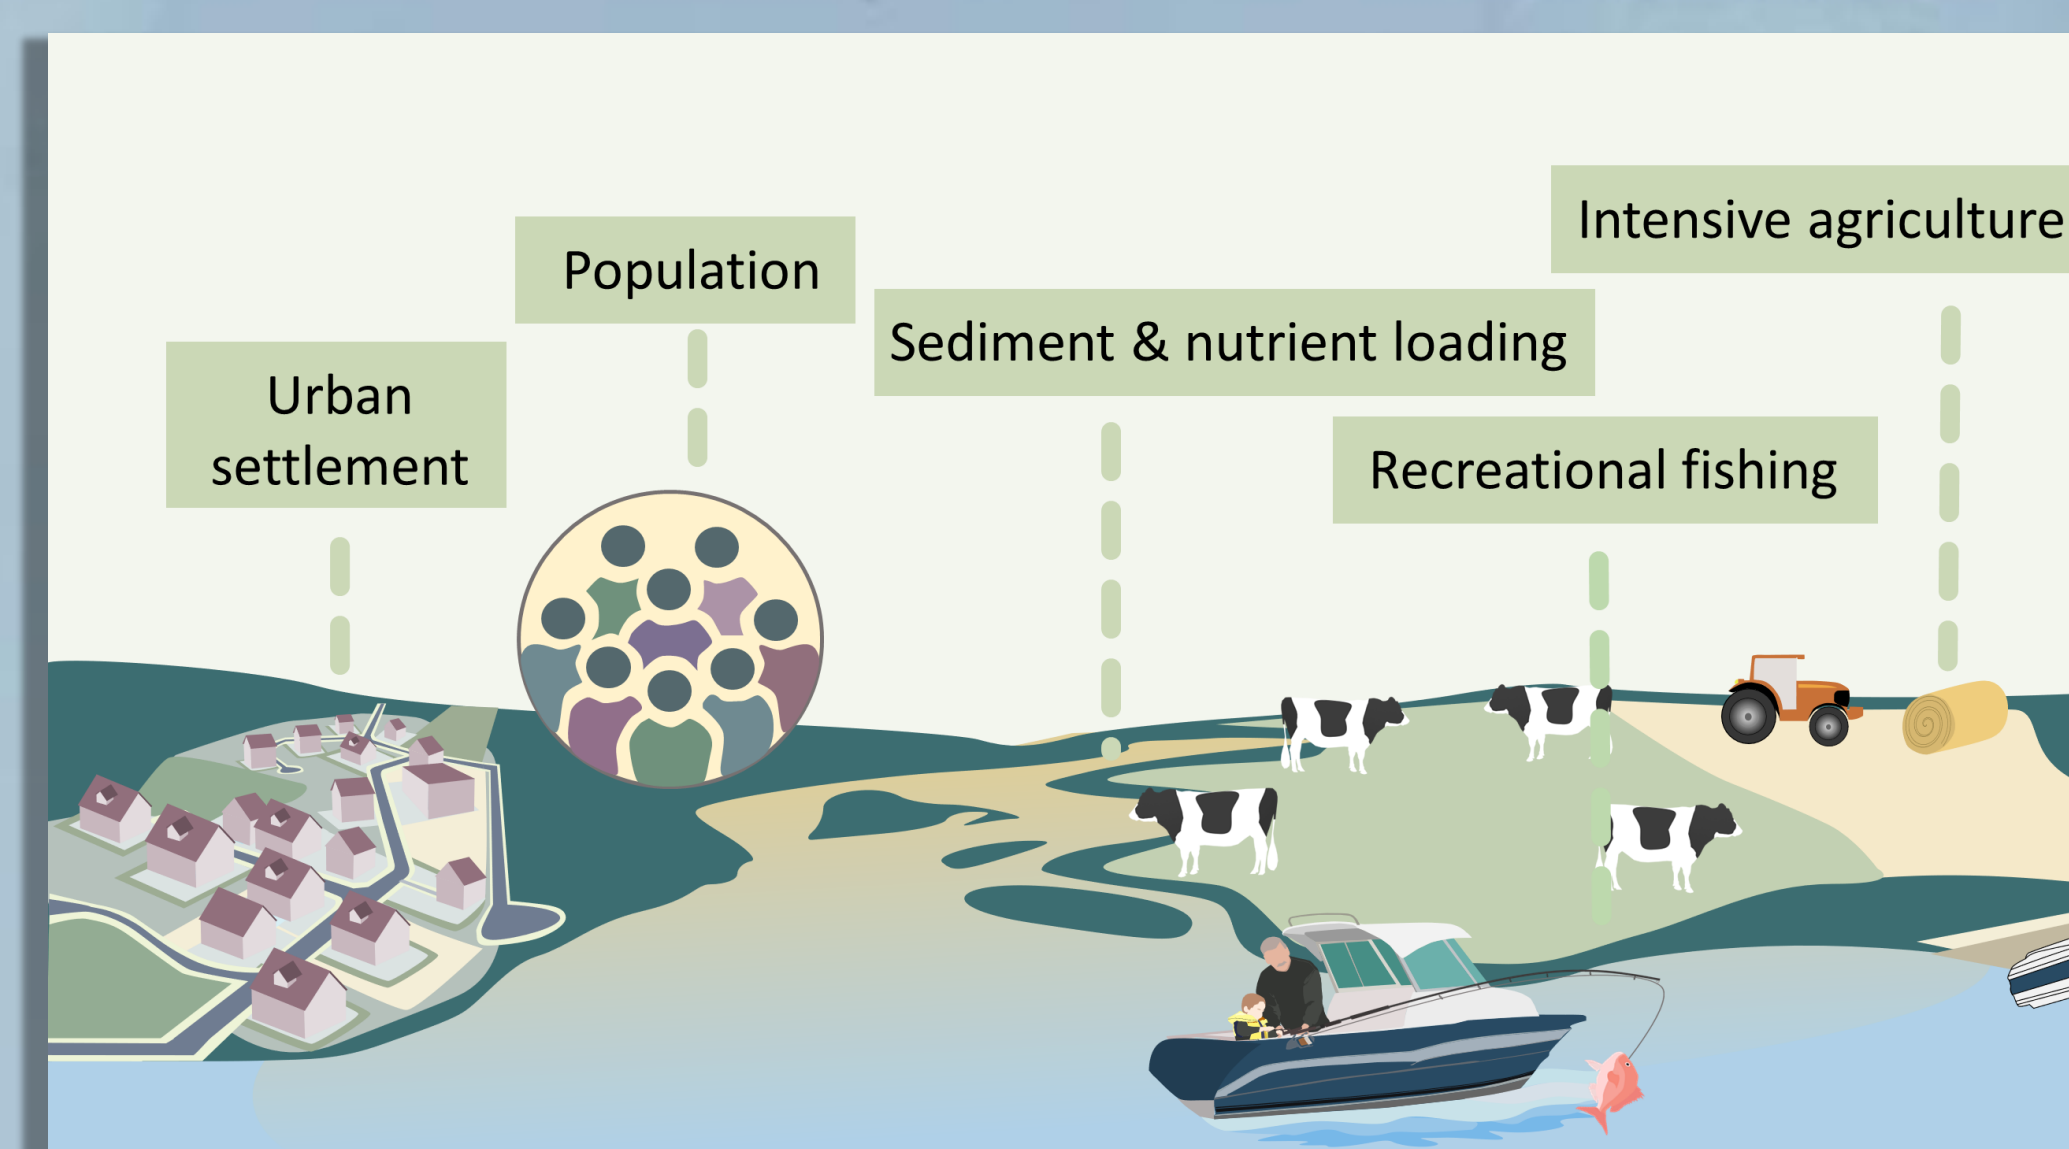 Intensive agriculture
Population
Sediment & nutrient loading
Urban
settlement
Recreational fishing